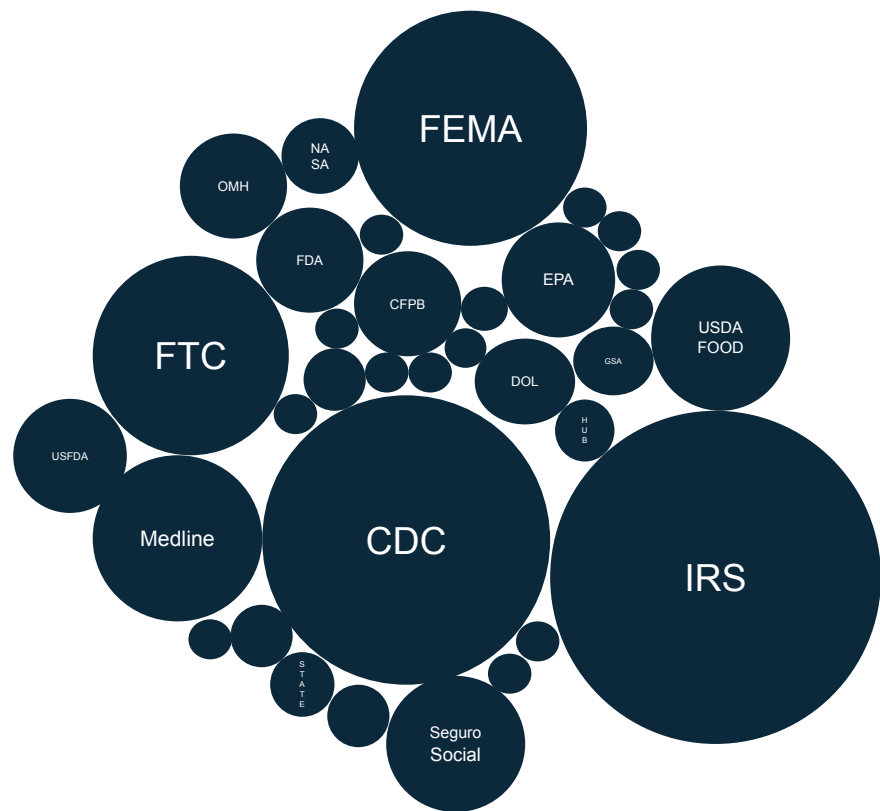 FEMA
NA
SA
OMH
FDA
EPA
CFPB
USDA
FOOD
FTC
GSA
DOL
H
U
B
USFDA
Medline
CDC
IRS
S
T
A
T
E
Seguro
Social